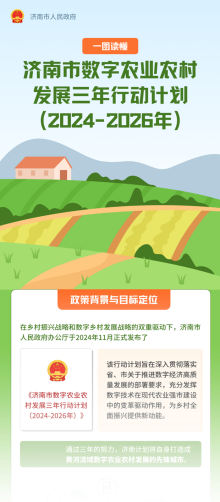 济南市人民政府
一图读懂
济南市数字农业农村
发展三年行动计划
（2024-2026年）
政策背景与目标定位
在乡村振兴战略和数字乡村发展战略的双重驱动下，济南市
人民政府办公厅于2024年11月正式发布了
《济南市数字农业农
村发展三年行动计划
（2024-2026年）》
该行动计划旨在深入贯彻落实
省、市关于推进数字经济高质
量发展的部署要求，充分发挥
数字技术在现代农业强市建设
中的变革驱动作用，为乡村全
面振兴提供新动能。
通过三年的努力，济南计划将自身打造成
黄河流域数字农业农村发展的先锋城市。